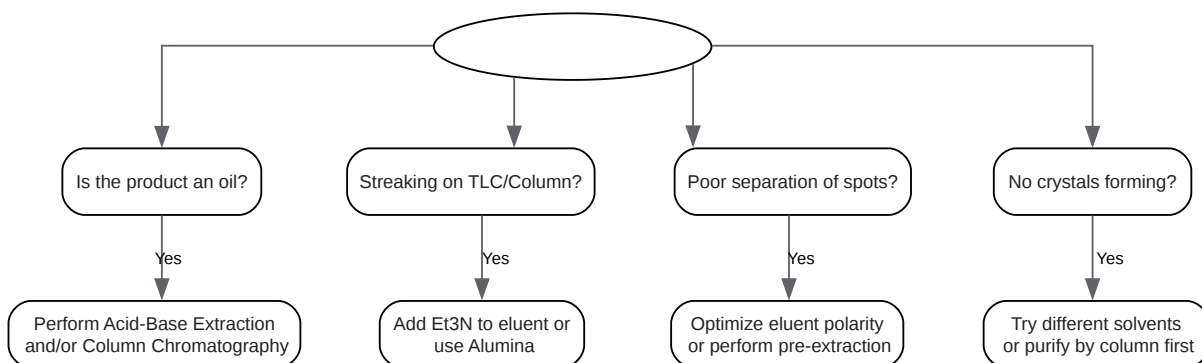 Is the product an oil?
Streaking on TLC/Column?
Poor separation of spots?
No crystals forming?
Yes
Yes
Yes
Yes
Perform Acid-Base Extraction
and/or Column Chromatography
Add Et3N to eluent or
use Alumina
Optimize eluent polarity
or perform pre-extraction
Try different solvents
or purify by column first